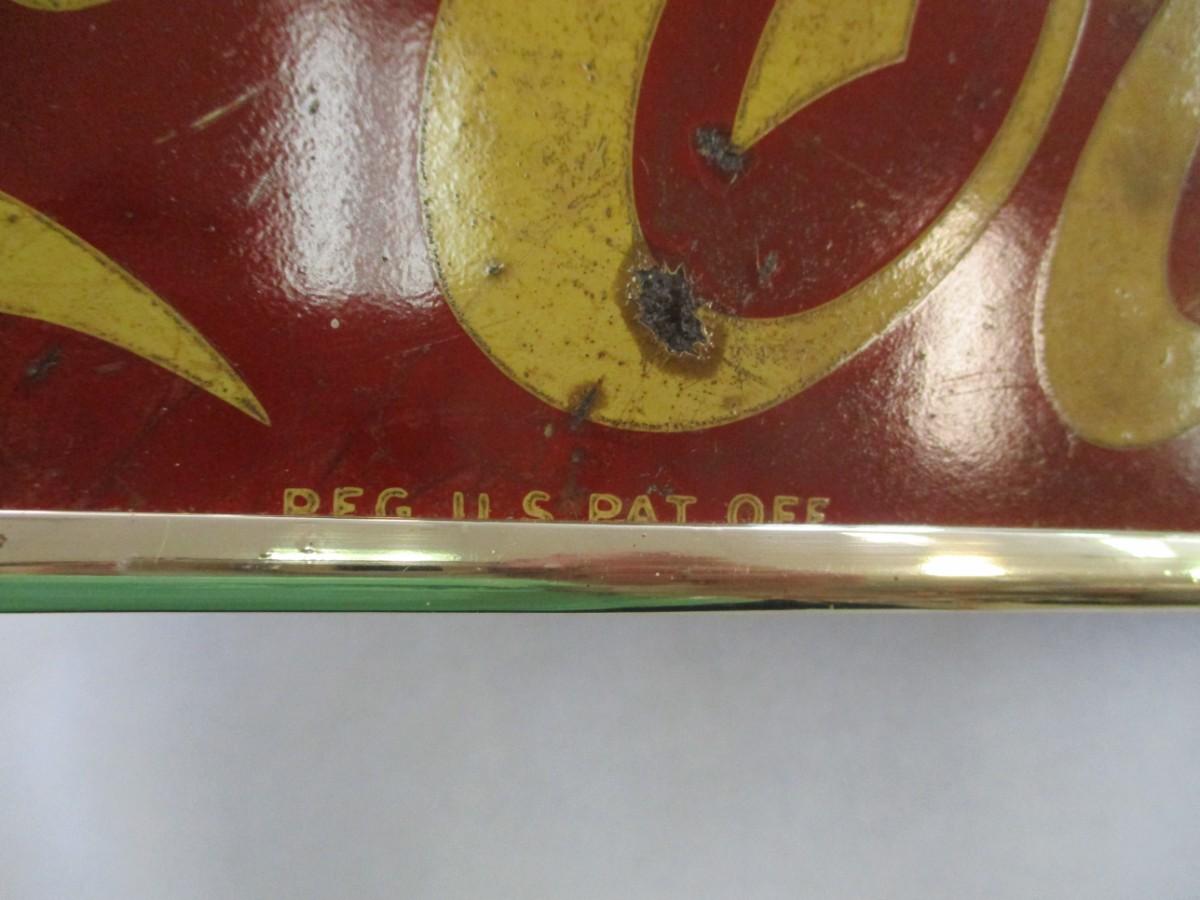 REG U S PAT OFF